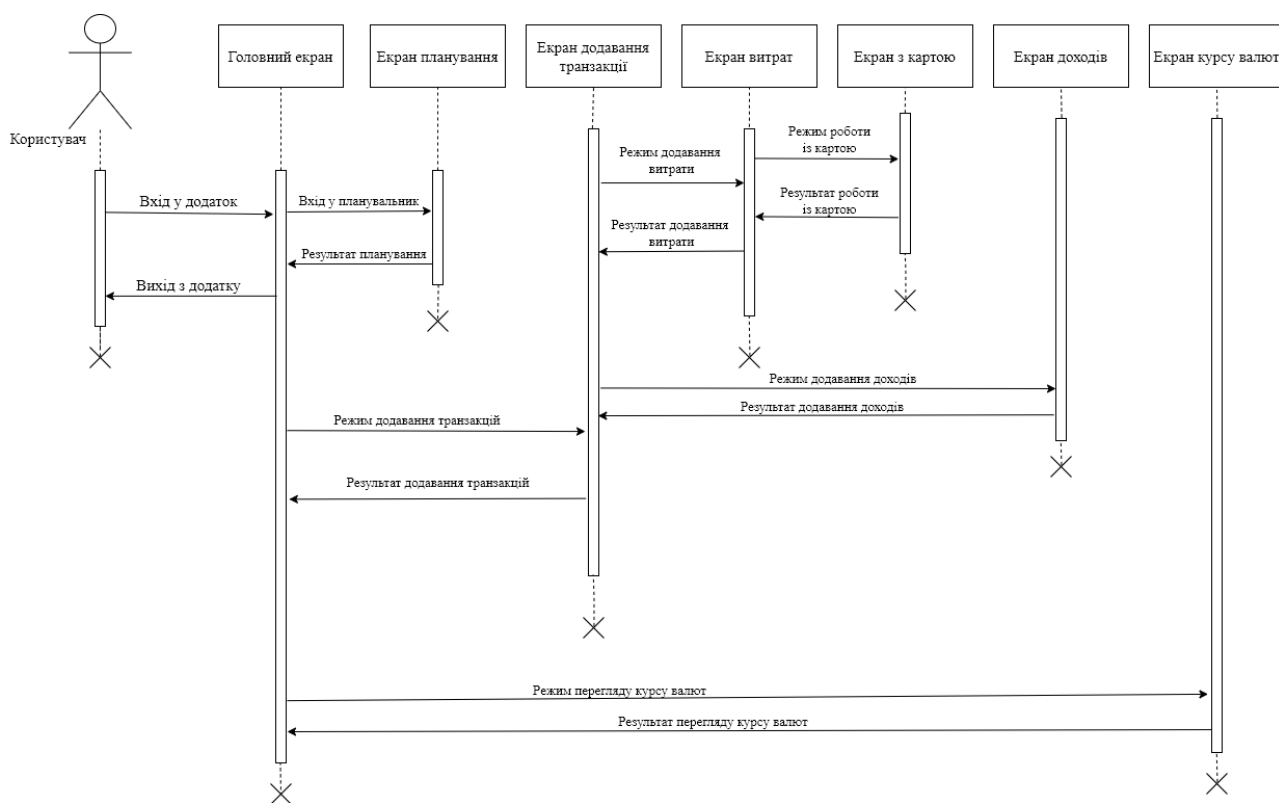 Користувач
Головний екран
Екран планування
Екран додавання
транзакції
Екран витрат
Екран з картою
Екран доходів
Екран курсу валют
Режим роботи
із картою
Режим додавання
витрати
Результат роботи
із картою
Вхід у додаток
Вхід у планувальник
Результат додавання
витрати
Результат планування
Вихід з додатку
Режим додавання доходів
Результат додавання доходів
Режим додавання транзакцій
Результат додавання транзакцій
Режим перегляду курсу валют
Результат перегляду курсу валют